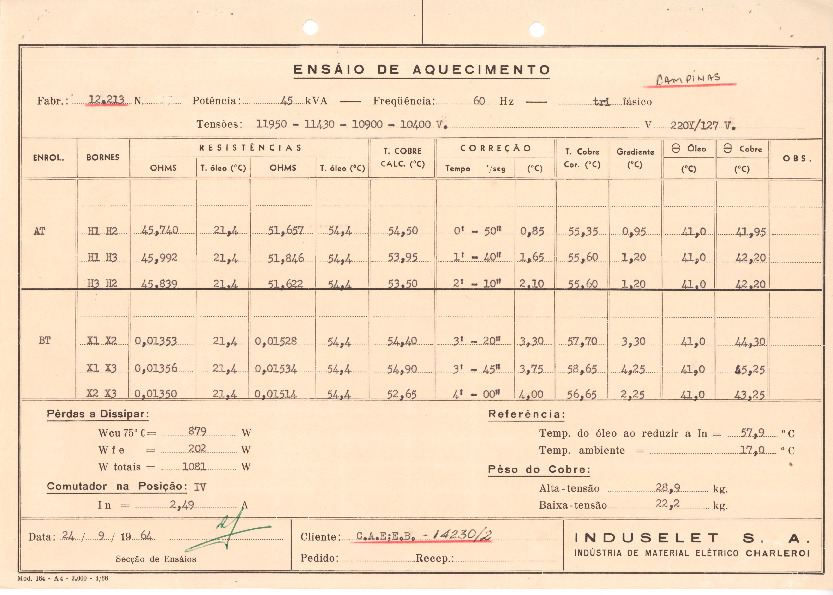 ENSÁIO DE AQUECIMENTO
CAMPINAS
Fabr.: 12.213 N. Potência: 45 kVA — Freqüência: 60 Hz — tri fásico
Tensões: 11950 - 11430 - 10900 - 10400 V. V 220Y/127 V.
ENROL. BORNES RESISTÊNCIAS T. COBRE CALC. (°C) CORREÇÃO T. Cobre Cor. (°C) Gradiente (°C) Θ Óleo (°C) Θ Cobre (°C) OBS.
OHMS T. óleo (°C) OHMS T. óleo (°C) Tempo '/seg (°C)
AT H1 H2 45,740 21,4 51,657 54,4 54,50 0' - 50" 0,85 55,35 0,95 41,0 41,95
H1 H3 45,992 21,4 51,846 54,4 53,95 1' - 40" 1,65 55,60 1,20 41,0 42,20
H3 H2 45,839 21,4 51,622 54,4 53,50 2' - 10" 2,10 55,60 1,20 41,0 42,20
BT X1 X2 0,01353 21,4 0,01528 54,4 54,40 3' - 20" 3,30 57,70 3,30 41,0 44,30
X1 X3 0,01356 21,4 0,01534 54,4 54,90 3' - 45" 3,75 58,65 4,25 41,0 45,25
X2 X3 0,01350 21,4 0,01514 54,4 52,65 4' - 00" 4,00 56,65 2,25 41,0 43,25
Pêrdas a Dissipar:
Wcu 75° C = 879 W
W f e = 202 W
W totais = 1081 W
Comutador na Posição: IV
I n = 2,49 A
Referência:
Temp. do óleo ao reduzir a In = 57,9 °C
Temp. ambiente = 17,0 °C
Pêso do Cobre:
Alta-tensão 28,9 kg.
Baixa-tensão 22,2 kg.
Data: 24 / 9 / 19 64
Secção de Ensáios
Cliente: C.A.E.E.B. - 14230/2
Pedido: Recep.:
INDUSELET S. A.
INDÚSTRIA DE MATERIAL ELÉTRICO CHARLEROI
Mod. 164 - A4 - 3.000 -